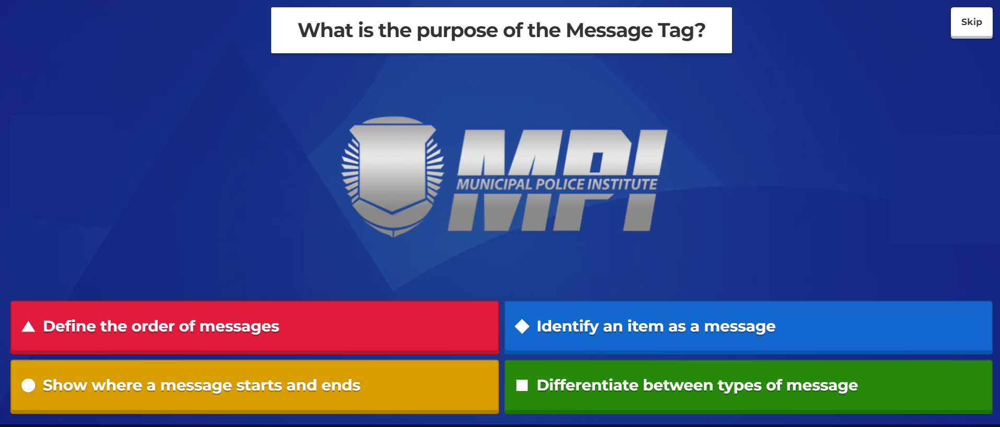 What is the purpose of the Message Tag?
Skip
MPI
MUNICIPAL POLICE INSTITUTE
Define the order of messages
Identify an item as a message
Show where a message starts and ends
Differentiate between types of message